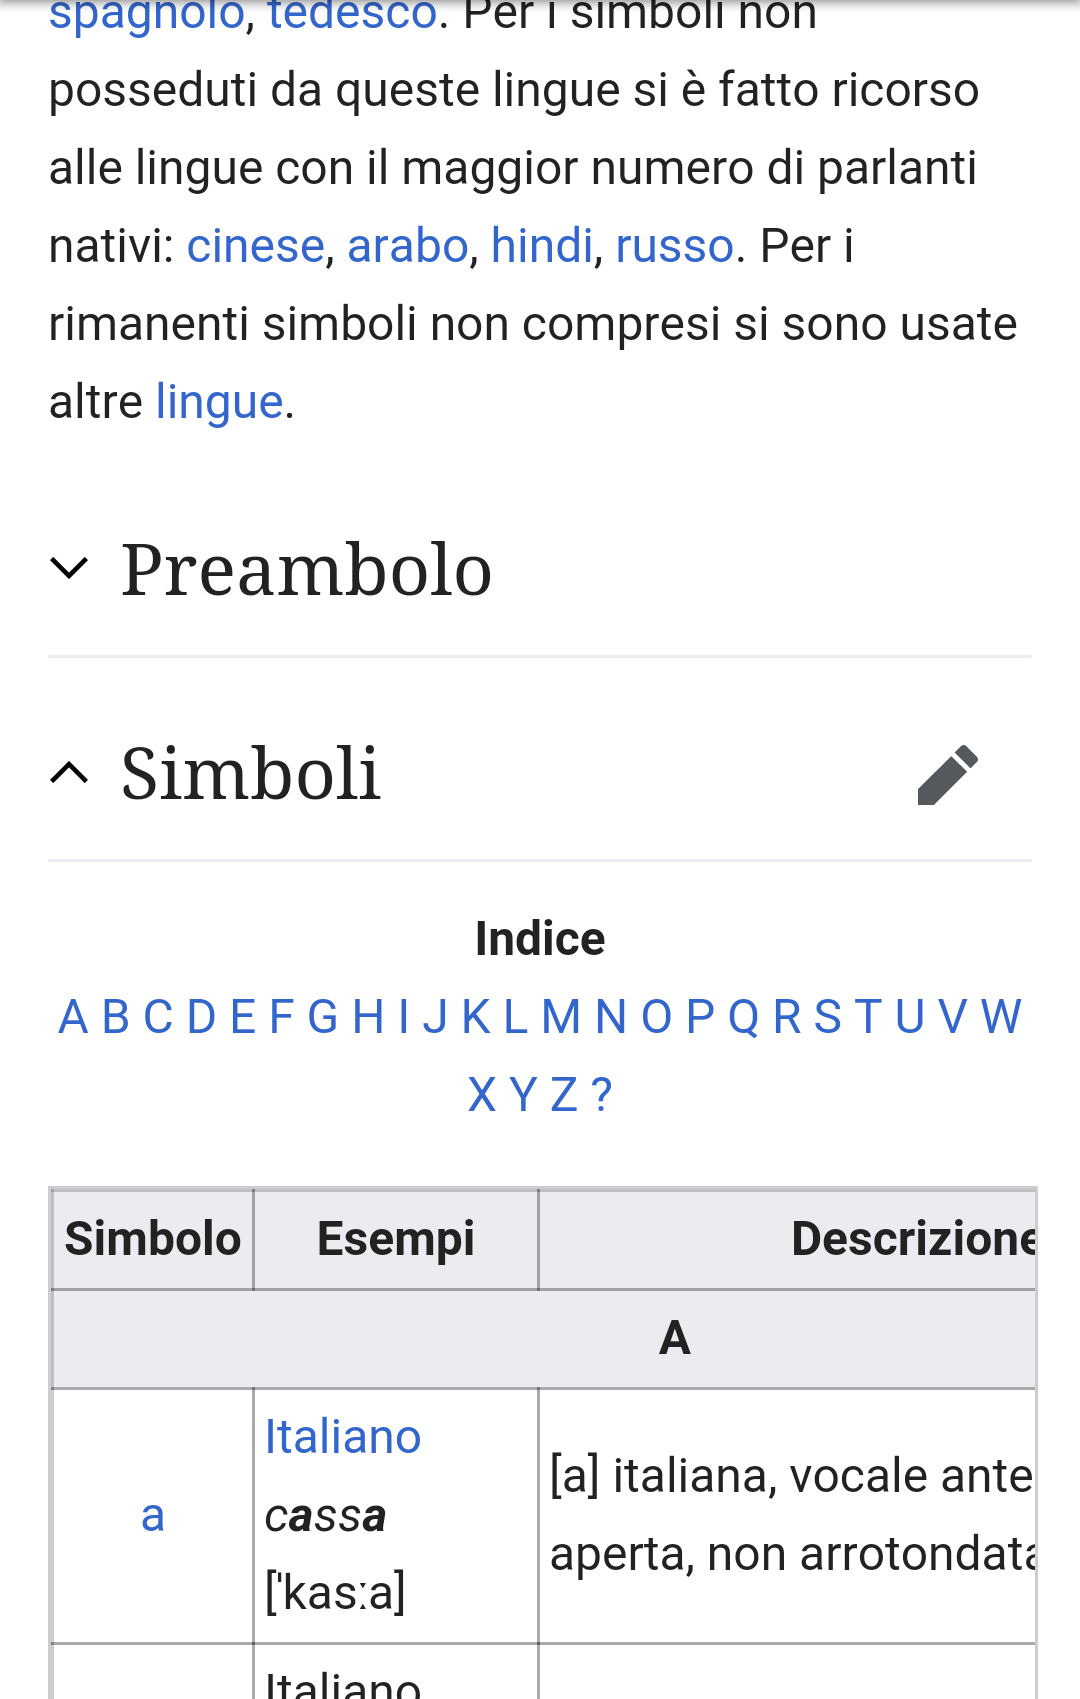 spagnolo, tedesco. Per i simboli non
posseduti da queste lingue si è fatto ricorso
alle lingue con il maggior numero di parlanti
nativi: cinese, arabo, hindi, russo. Per i
rimanenti simboli non compresi si sono usate
altre lingue.
Preambolo
Simboli
Indice
A B C D E F G H I J K L M N O P Q R S T U V W
X Y Z ?
Simbolo Esempi Descrizione
A
a
Italiano
cassa
[ˈkasːa]
[a] italiana, vocale ante
aperta, non arrotondata
Italiano